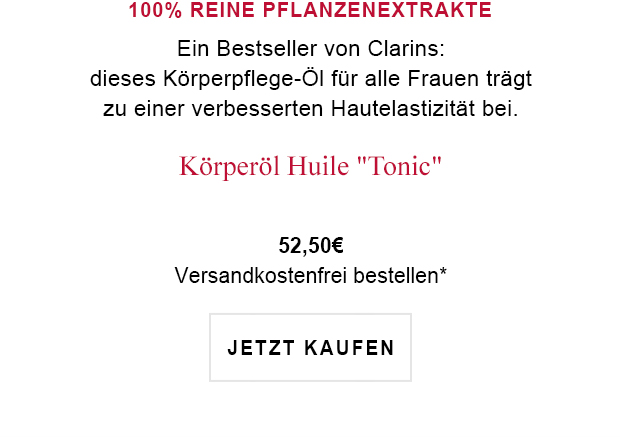 100% REINE PFLANZENEXTRAKTE
Ein Bestseller von Clarins:
dieses Körperpflege-Öl für alle Frauen trägt
zu einer verbesserten Hautelastizität bei.
Körperöl Huile "Tonic"
52,50€
Versandkostenfrei bestellen*
JETZT KAUFEN